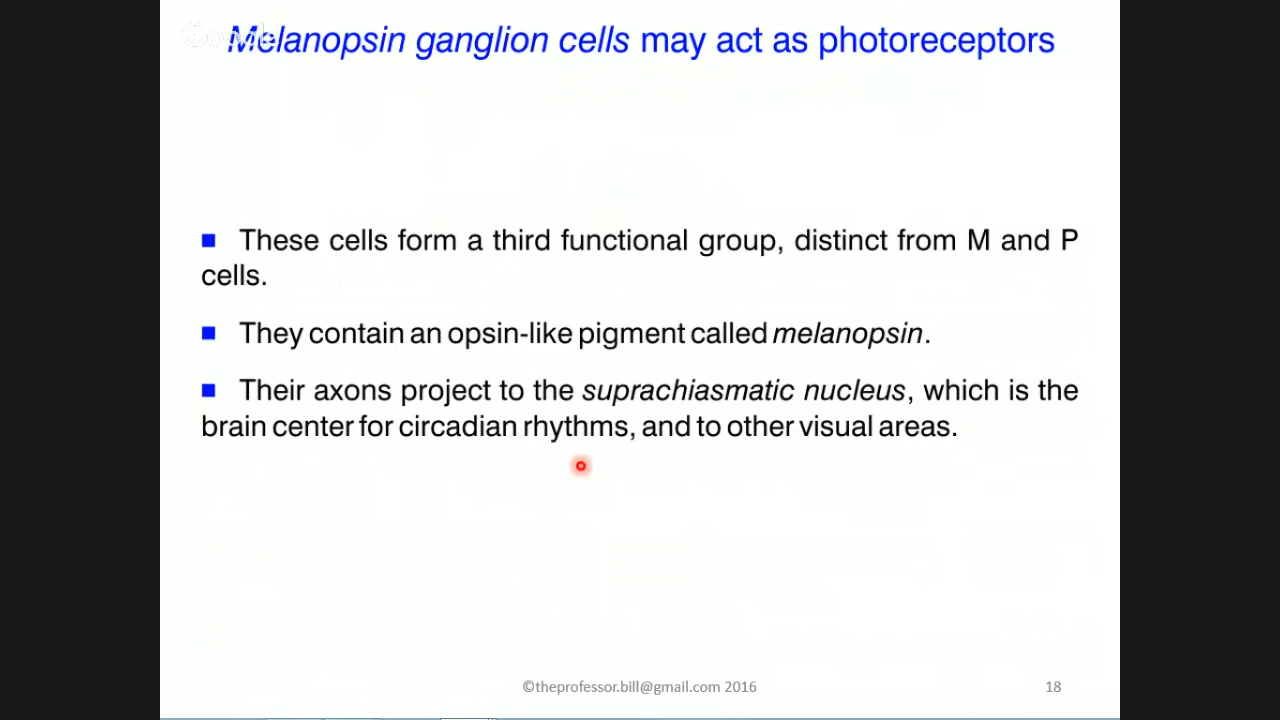 Google
Melanopsin ganglion cells may act as photoreceptors
These cells form a third functional group, distinct from M and P
cells.
They contain an opsin-like pigment called melanopsin.
Their axons project to the suprachiasmatic nucleus, which is the
brain center for circadian rhythms, and to other visual areas.
©theprofessor.bill@gmail.com 2016
18